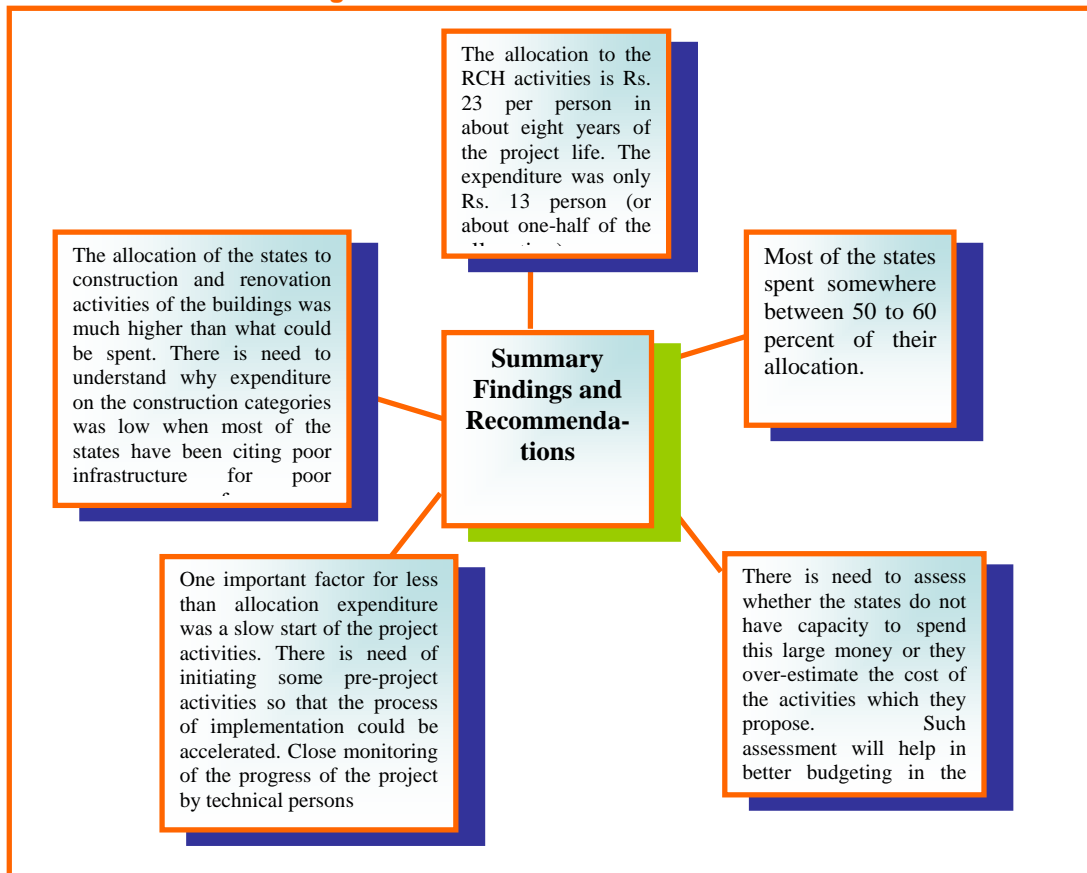 The allocation to the
RCH activities is Rs.
23 per person in
about eight years of
the project life. The
expenditure was only
Rs. 13 person (or
about one-half of the
The allocation of the states to
construction and renovation
activities of the buildings was
much higher than what could
be spent. There is need to
understand why expenditure
on the construction categories
was low when most of the
states have been citing poor
infrastructure for poor
Most of the states
spent somewhere
between 50 to 60
percent of their
allocation.
Summary
Findings and
Recommenda-
tions
One important factor for less
than allocation expenditure
was a slow start of the project
activities. There is need of
initiating some pre-project
activities so that the process
of implementation could be
accelerated. Close monitoring
of the progress of the project
by technical persons
There is need to assess
whether the states do not
have capacity to spend
this large money or they
over-estimate the cost of
the activities which they
propose. Such
assessment will help in
better budgeting in the